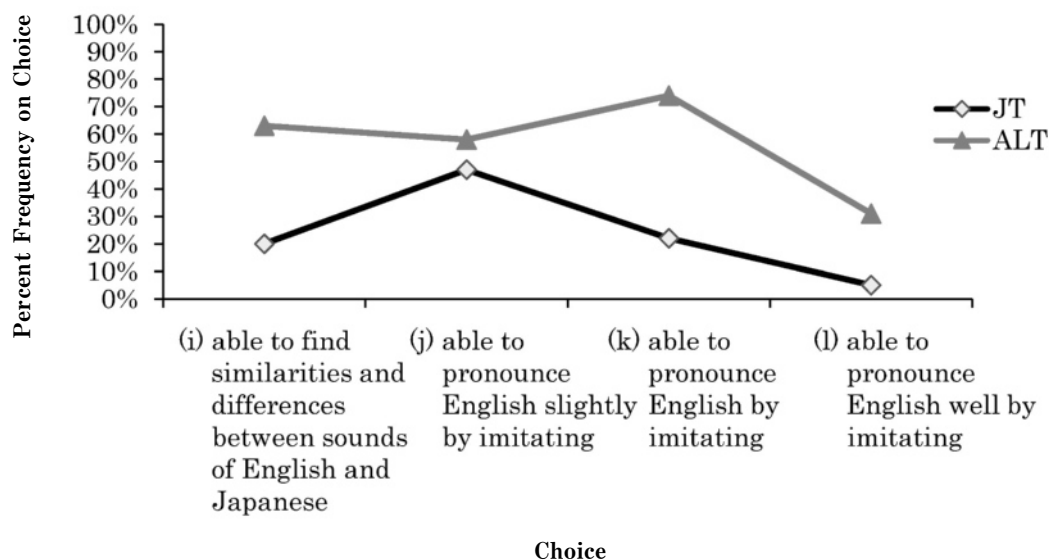 Percent Frequency on Choice
100%
90%
80%
70%
60%
50%
40%
30%
20%
10%
0%
JT
ALT
(i) able to find
similarities and
differences
between sounds
of English and
Japanese
(j) able to
pronounce
English slightly
by imitating
(k) able to
pronounce
English by
imitating
(l) able to
pronounce
English well by
imitating
Choice